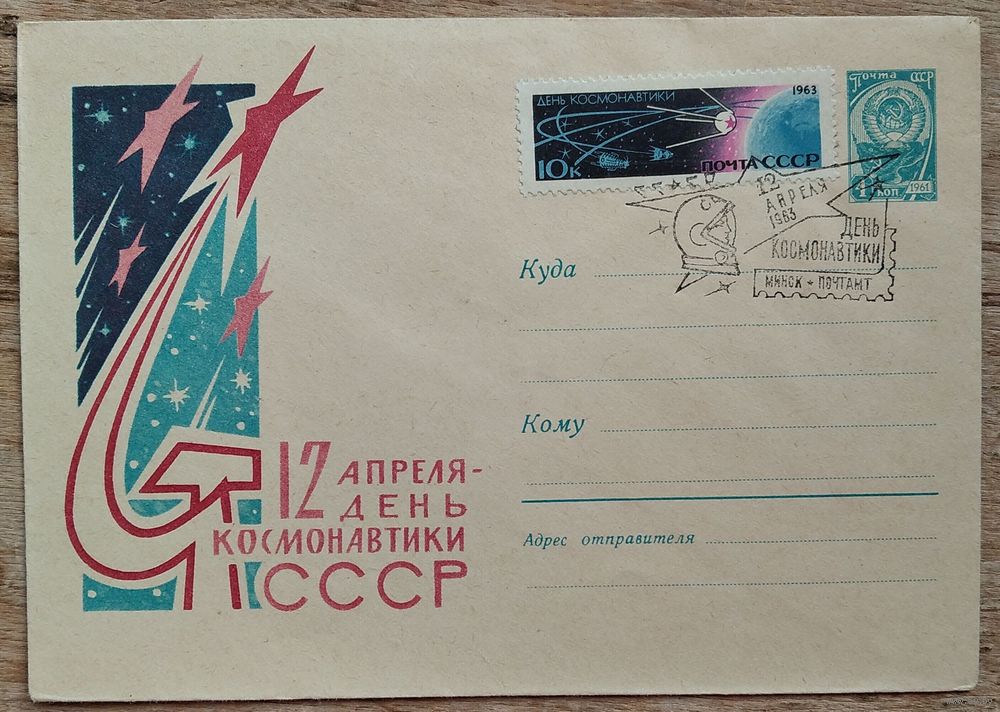 ДЕНЬ КОСМОНАВТИКИ 1963
10К ПОЧТА СССР
Почта СССР
КОП. 1961
12
АПРЕЛЯ
1963
ДЕНЬ
КОСМОНАВТИКИ
МИНСК ★ ПОЧТАМТ
Куда
Кому
Адрес отправителя
12 АПРЕЛЯ-
ДЕНЬ
КОСМОНАВТИКИ
СССР